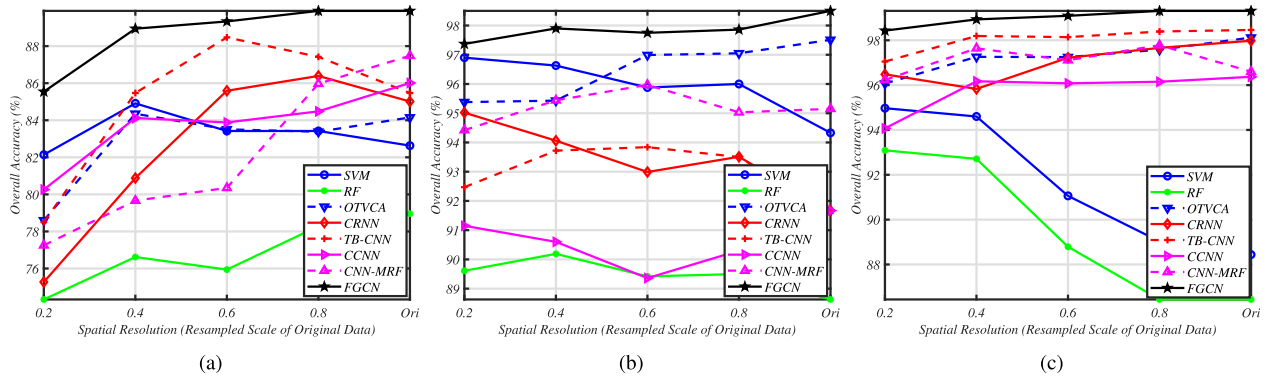 Overall Accuracy (%)
88
86
84
82
80
78
76
0.2
0.4
0.6
0.8
Ori
Spatial Resolution (Resampled Scale of Original Data)
SVM
RF
OTVCA
CRNN
TB-CNN
CCNN
CNN-MRF
FGCN
(a)
Overall Accuracy (%)
98
97
96
95
94
93
92
91
90
89
0.2
0.4
0.6
0.8
Ori
Spatial Resolution (Resampled Scale of Original Data)
SVM
RF
OTVCA
CRNN
TB-CNN
CCNN
CNN-MRF
FGCN
(b)
Overall Accuracy (%)
98
96
94
92
90
88
0.2
0.4
0.6
0.8
Ori
Spatial Resolution (Resampled Scale of Original Data)
SVM
RF
OTVCA
CRNN
TB-CNN
CCNN
CNN-MRF
FGCN
(c)